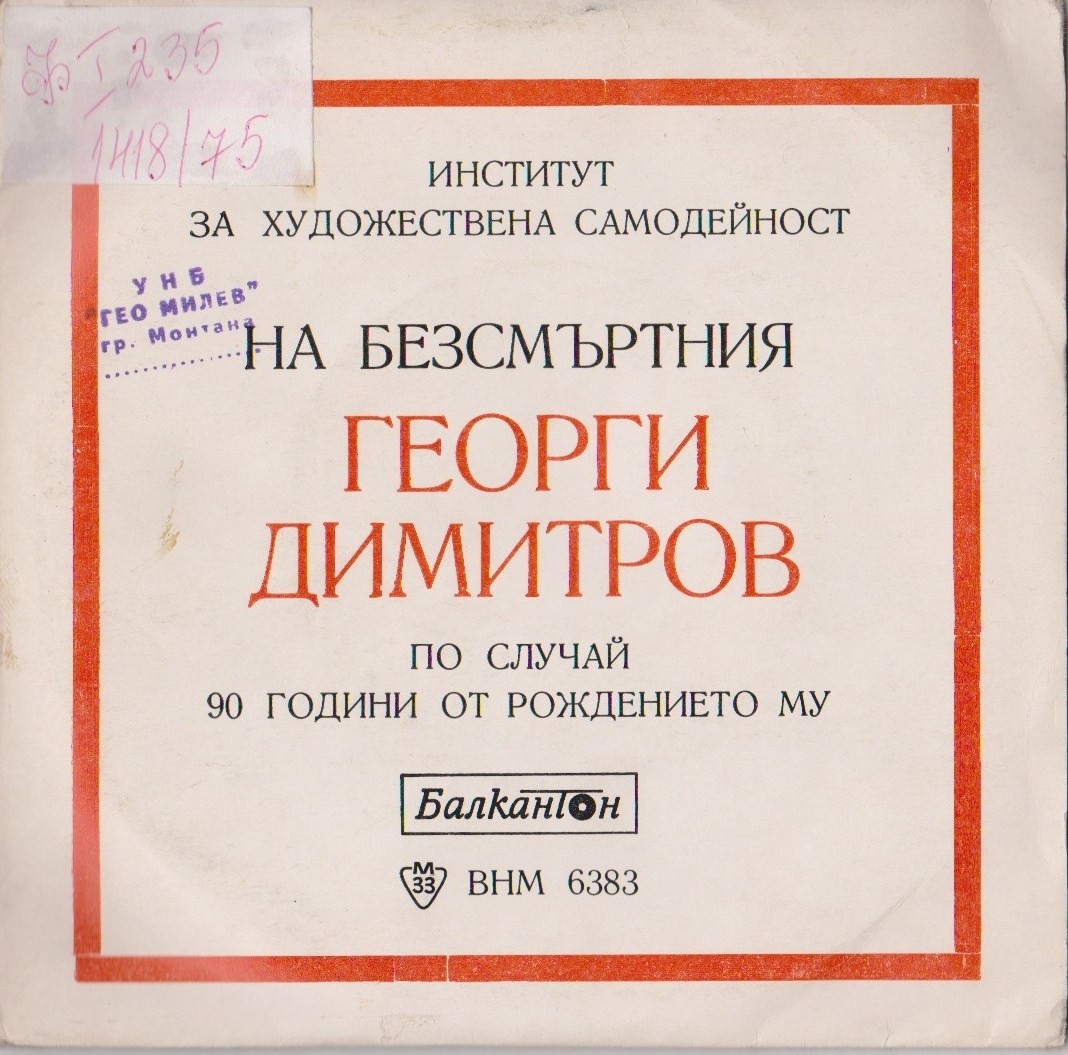 I 235
1418/75
ИНСТИТУТ
ЗА ХУДОЖЕСТВЕНА САМОДЕЙНОСТ
УНБ
"ГЕО МИЛЕВ"
гр. Монтана
НА БЕЗСМЪРТНИЯ
ГЕОРГИ
ДИМИТРОВ
ПО СЛУЧАЙ
90 ГОДИНИ ОТ РОЖДЕНИЕТО МУ
Балкантон
М
33
ВНМ 6383